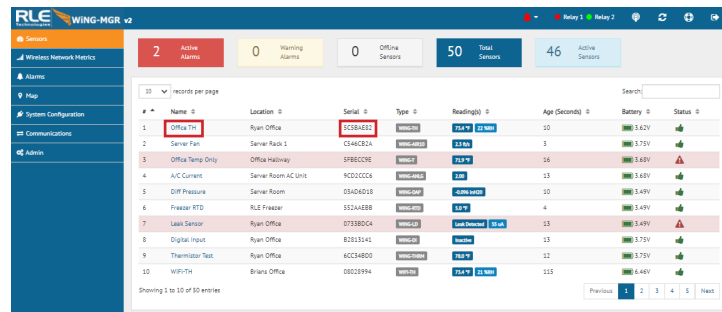 RLE Technologies WiNG-MGR v2
Relay 1 Relay 2
Sensors
Wireless Network Metrics
Alarms
Map
System Configuration
Communications
Admin
2 Active Alarms
0 Warning Alarms
0 Offline Sensors
50 Total Sensors
46 Active Sensors
10 records per page
Search:
# Name Location Serial Type Reading(s) Age (Seconds) Battery Status
1 Office TH Ryan Office 5C5BAE82 WiNG-TH 73.4 °F 22 %RH 10 3.62V
2 Server Fan Server Rack 1 C546CB2A WiNG-AIR10 2.3 ft/s 3 3.75V
3 Office Temp Only Office Hallway 5FBECC9E WiNG-T 71.9 °F 16 3.68V
4 A/C Current Server Room AC Unit 9CD2CCC6 WiNG-ANLG 2.00 13 3.68V
5 Diff Pressure Server Room 03AD6D18 WiNG-DAP -0.096 inH20 10 3.49V
6 Freezer RTD RLE Freezer 552AAEBB WiNG-RTD 5.0 °F 4 3.49V
7 Leak Sensor Ryan Office 0733BDC4 WiNG-LD Leak Detected 55 uA 13 3.49V
8 Digital Input Ryan Office B2813141 WiNG-DI Inactive 13 3.75V
9 Thermistor Test Ryan Office 6CC34BD0 WiNG-THRM 78.0 °F 12 3.75V
10 WiFi-TH Brians Office 08028994 WiFi-TH 73.4 °F 21 %RH 115 6.46V
Showing 1 to 10 of 50 entries
Previous 1 2 3 4 5 Next